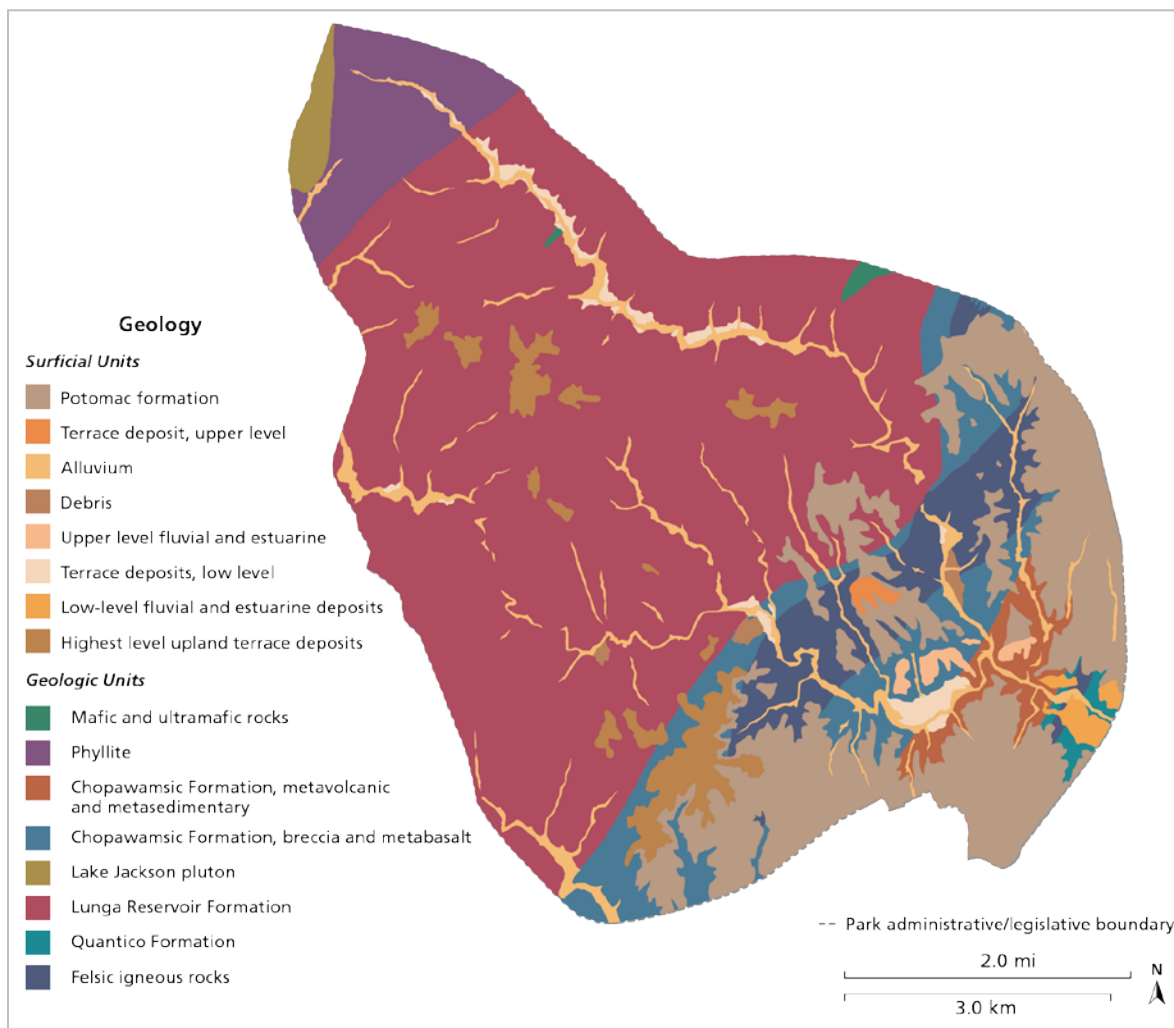 Geology
Surficial Units
Potomac formation
Terrace deposit, upper level
Alluvium
Debris
Upper level fluvial and estuarine
Terrace deposits, low level
Low-level fluvial and estuarine deposits
Highest level upland terrace deposits
Geologic Units
Mafic and ultramafic rocks
Phyllite
Chopawamsic Formation, metavolcanic
and metasedimentary
Chopawamsic Formation, breccia and metabasalt
Lake Jackson pluton
Lunga Reservoir Formation
Quantico Formation
Felsic igneous rocks
Park administrative/legislative boundary
2.0 mi
3.0 km
N